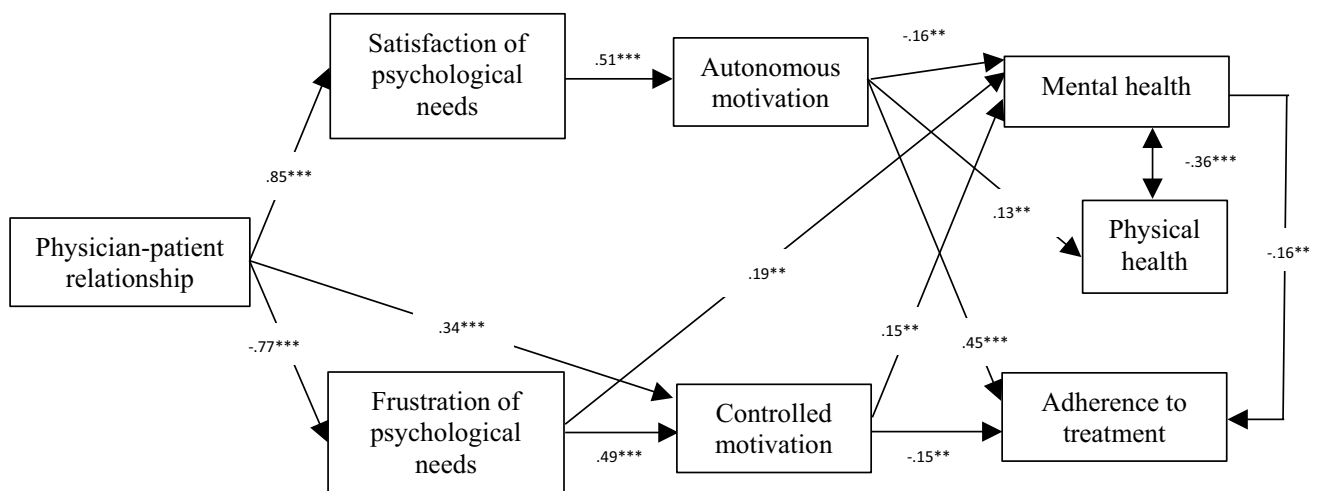 Satisfaction of
psychological
needs
.51***
Autonomous
motivation
-.16**
Mental health
.85***
-.36***
Physician-patient
relationship
.13**
Physical
health
-.16**
.19**
.34***
.15**
.45***
-.77***
Frustration of
psychological
needs
.49***
Controlled
motivation
-.15**
Adherence to
treatment